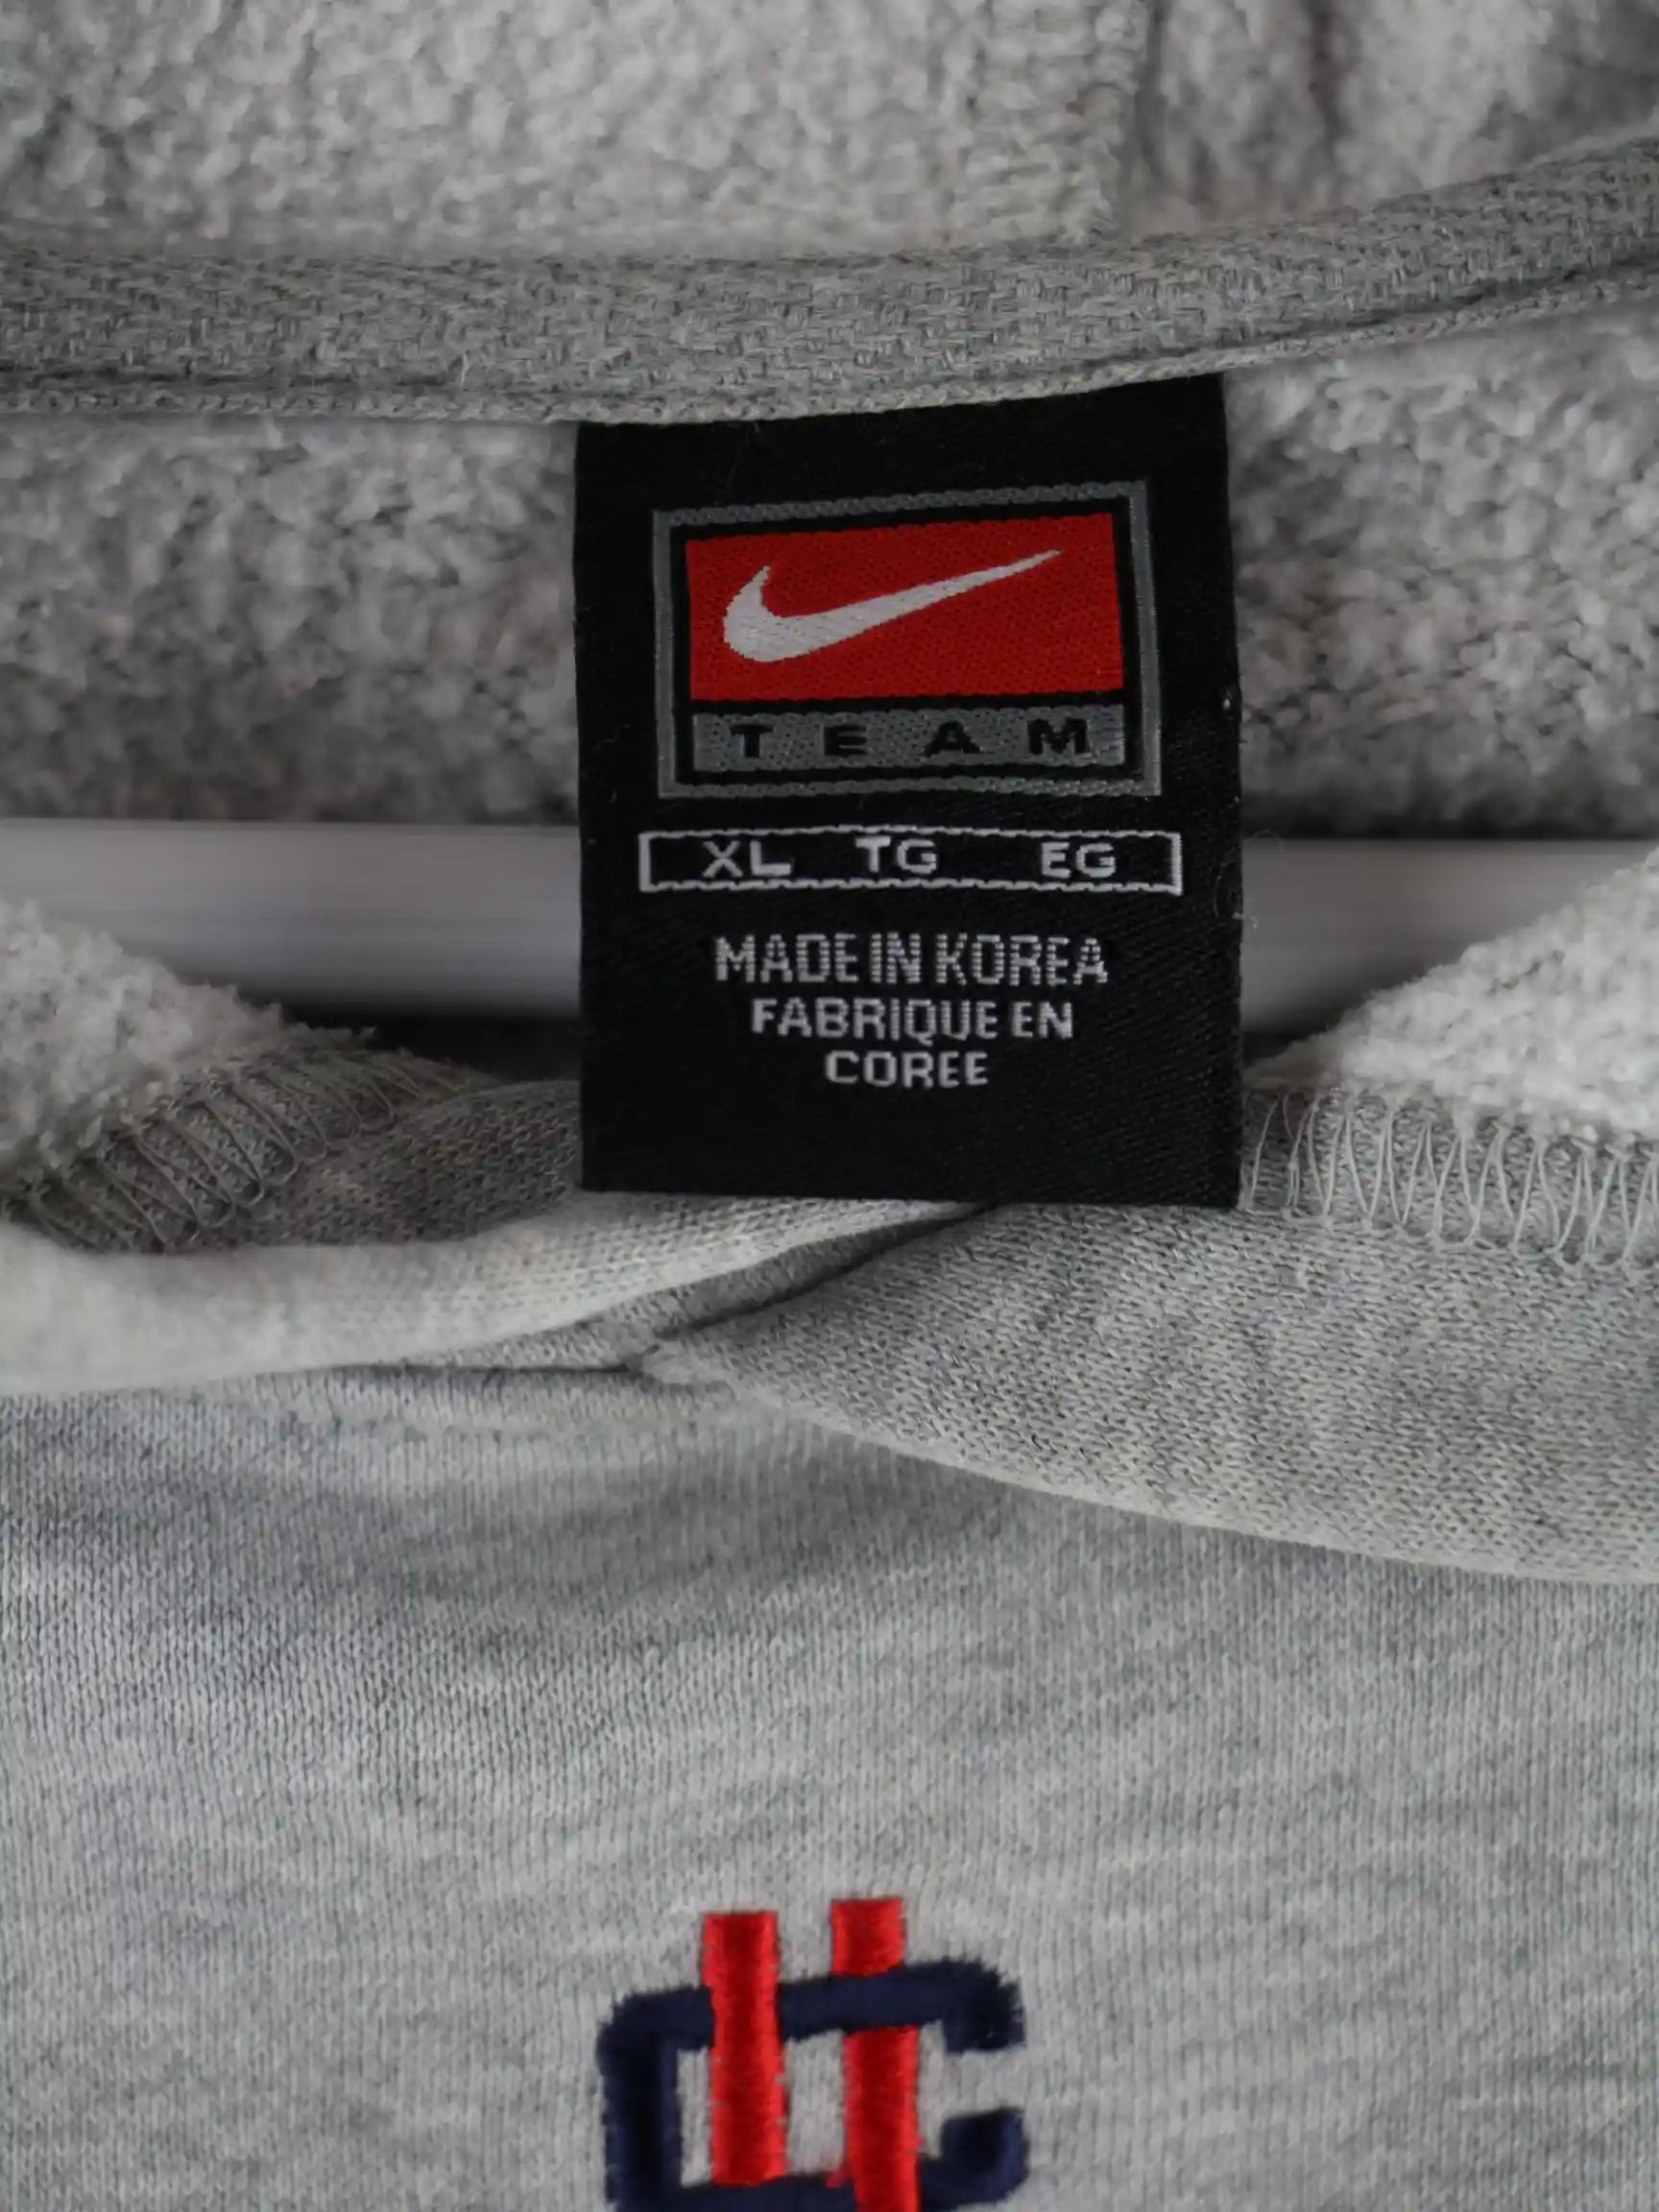 TEAM
XL TG EG
MADE IN KOREA
FABRIQUE EN
COREE